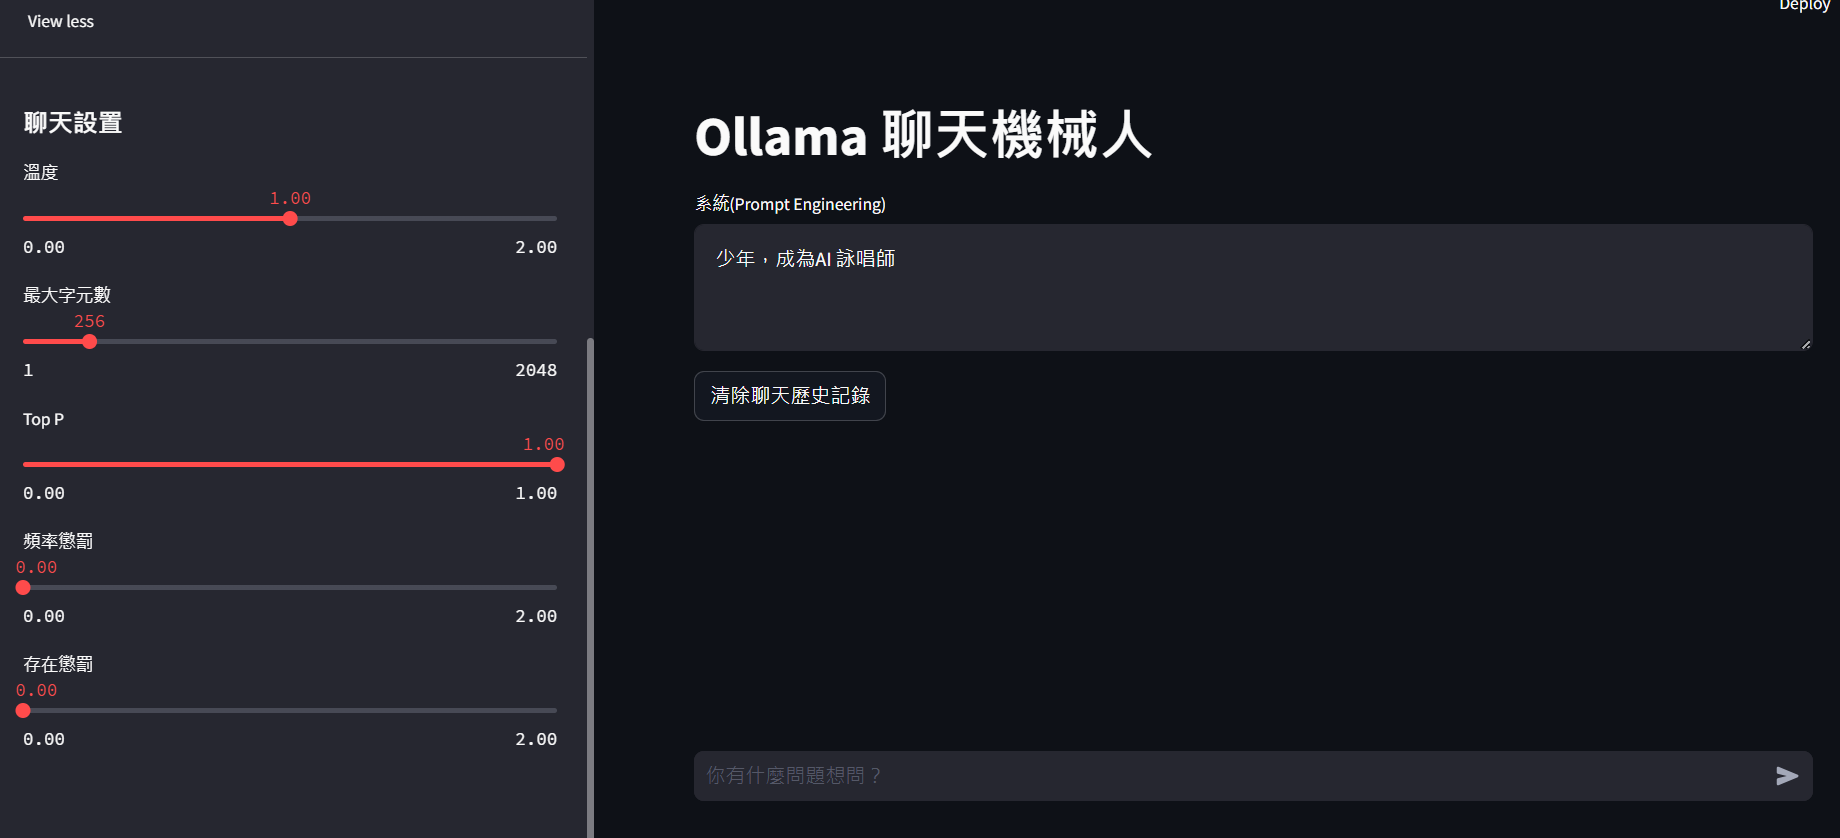 View less
聊天設置
溫度
1.00
0.00 2.00
最大字元數
256
1 2048
Top P
1.00
0.00 1.00
頻率懲罰
0.00
0.00 2.00
存在懲罰
0.00
0.00 2.00
Deploy
Ollama 聊天機械人
系統(Prompt Engineering)
少年，成為AI 詠唱師
清除聊天歷史記錄
你有什麼問題想問？